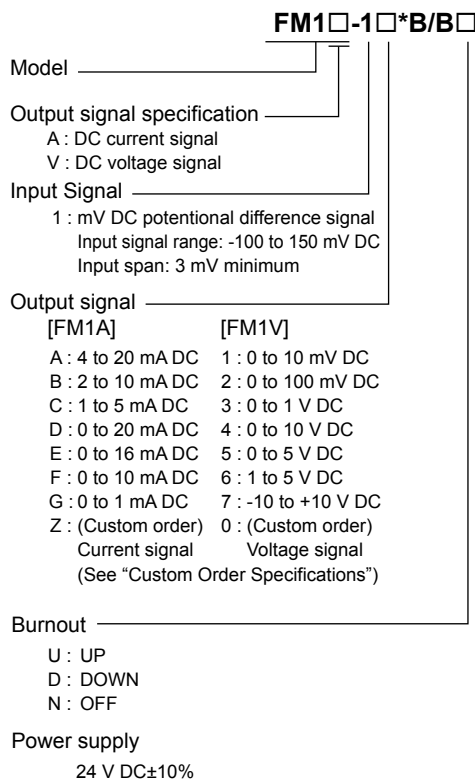 FM1□-1□*B/B□
Model
Output signal specification
A : DC current signal
V : DC voltage signal
Input Signal
1 : mV DC potentional difference signal
Input signal range: -100 to 150 mV DC
Input span: 3 mV minimum
Output signal
[FM1A] [FM1V]
A : 4 to 20 mA DC 1 : 0 to 10 mV DC
B : 2 to 10 mA DC 2 : 0 to 100 mV DC
C : 1 to 5 mA DC 3 : 0 to 1 V DC
D : 0 to 20 mA DC 4 : 0 to 10 V DC
E : 0 to 16 mA DC 5 : 0 to 5 V DC
F : 0 to 10 mA DC 6 : 1 to 5 V DC
G : 0 to 1 mA DC 7 : -10 to +10 V DC
Z : (Custom order) 0 : (Custom order)
Current signal Voltage signal
(See “Custom Order Specifications”)
Burnout
U : UP
D : DOWN
N : OFF
Power supply
24 V DC±10%